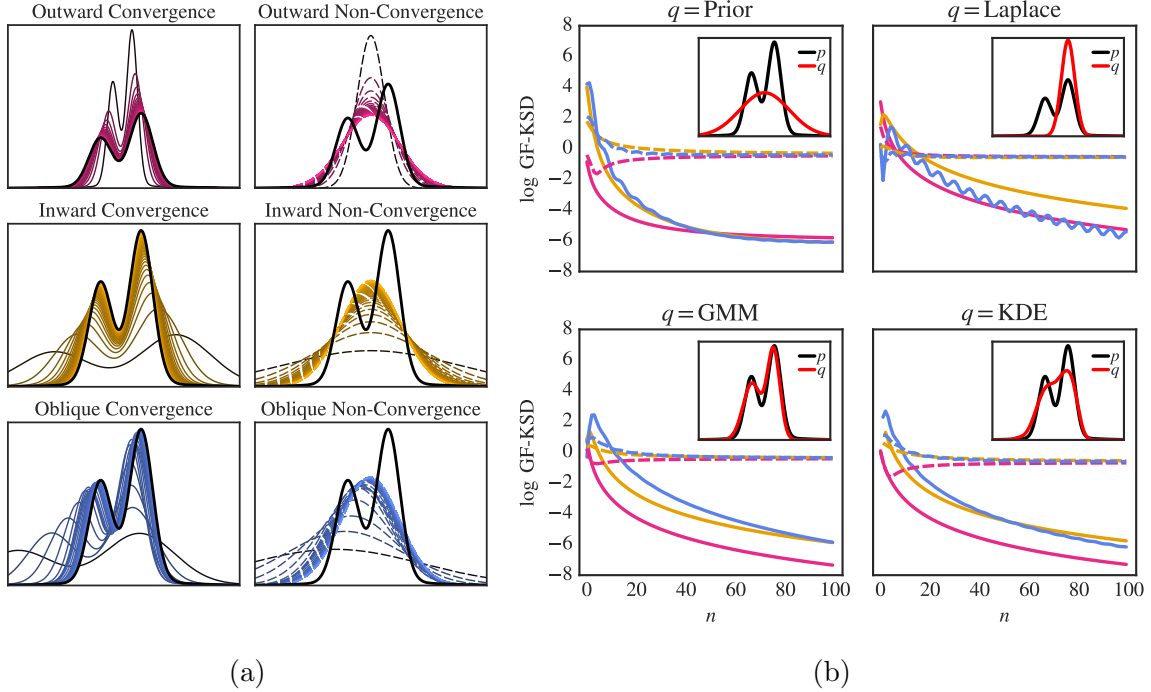 Outward Convergence
Outward Non-Convergence
Inward Convergence
Inward Non-Convergence
Oblique Convergence
Oblique Non-Convergence
(a)
q = Prior
q = Laplace
8
6
4
2
0
−2
−4
−6
−8
log GF-KSD
p
q
p
q
q = GMM
q = KDE
8
6
4
2
0
−2
−4
−6
−8
log GF-KSD
p
q
p
q
0 20 40 60 80 100
0 20 40 60 80 100
n
n
(b)